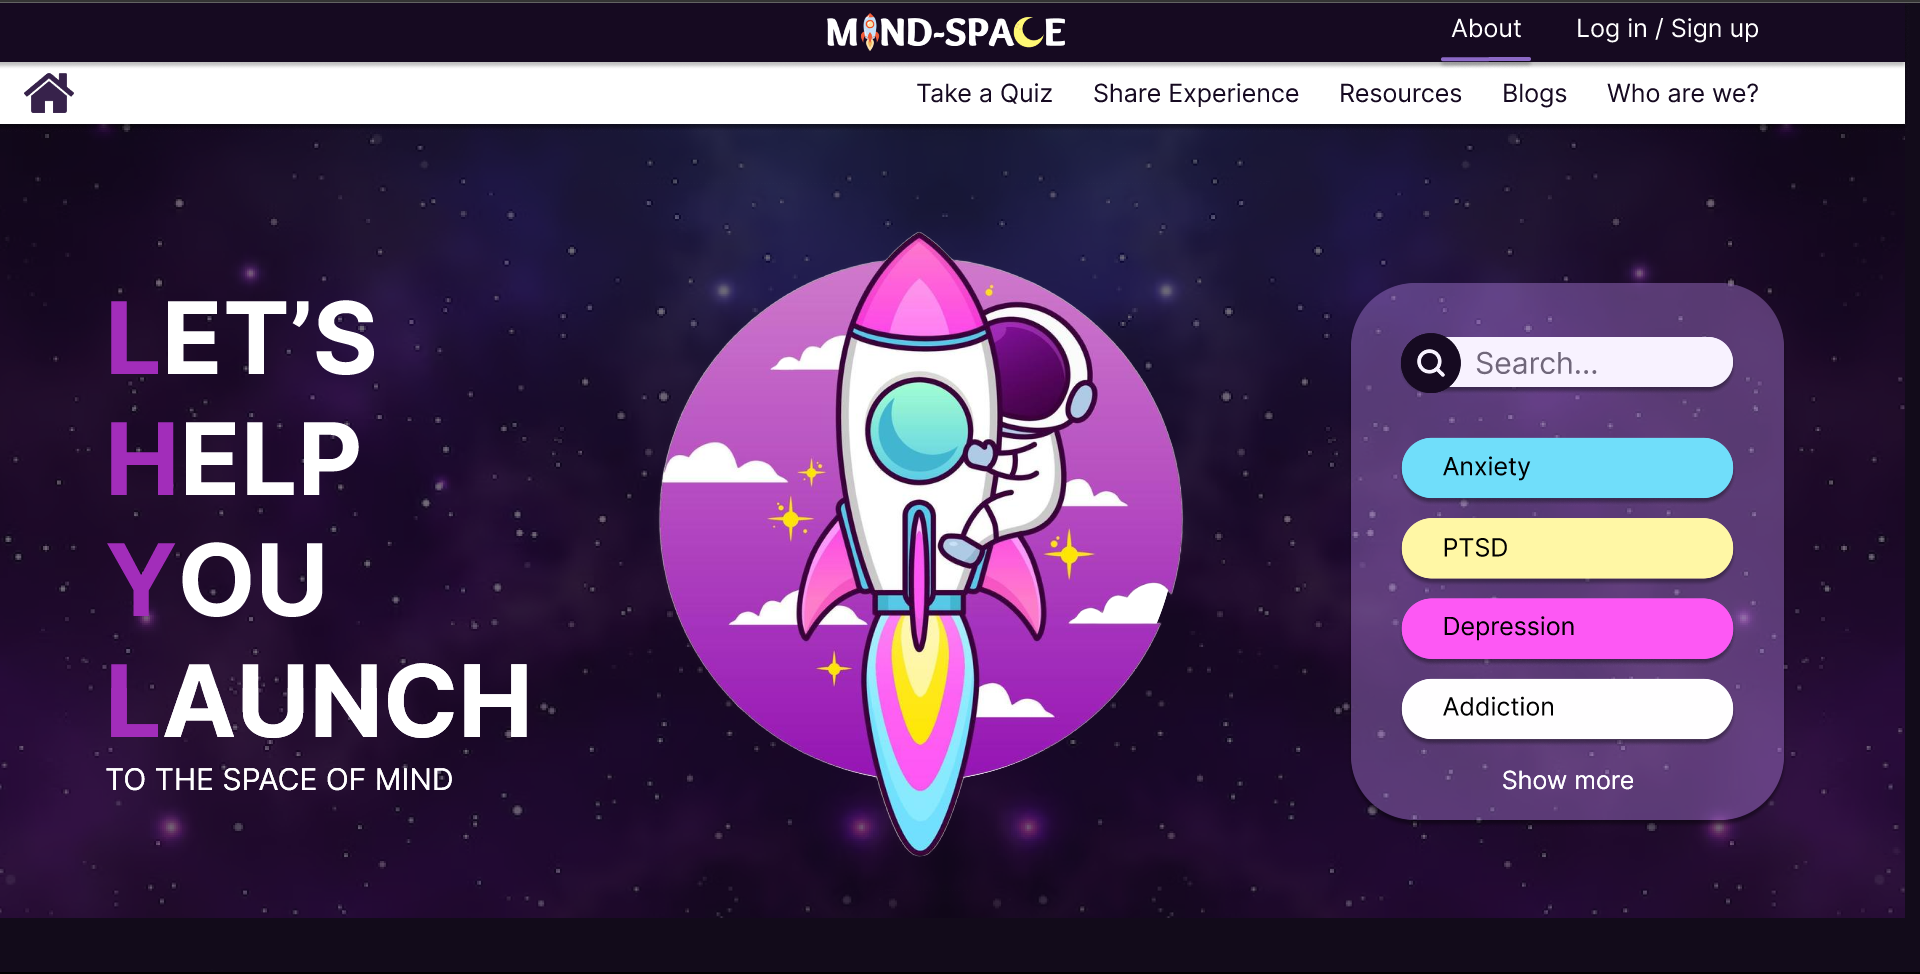 MIND-SPACE
About
Log in / Sign up
Take a Quiz
Share Experience
Resources
Blogs
Who are we?
LET’S
HELP
YOU
LAUNCH
TO THE SPACE OF MIND
Search...
Anxiety
PTSD
Depression
Addiction
Show more